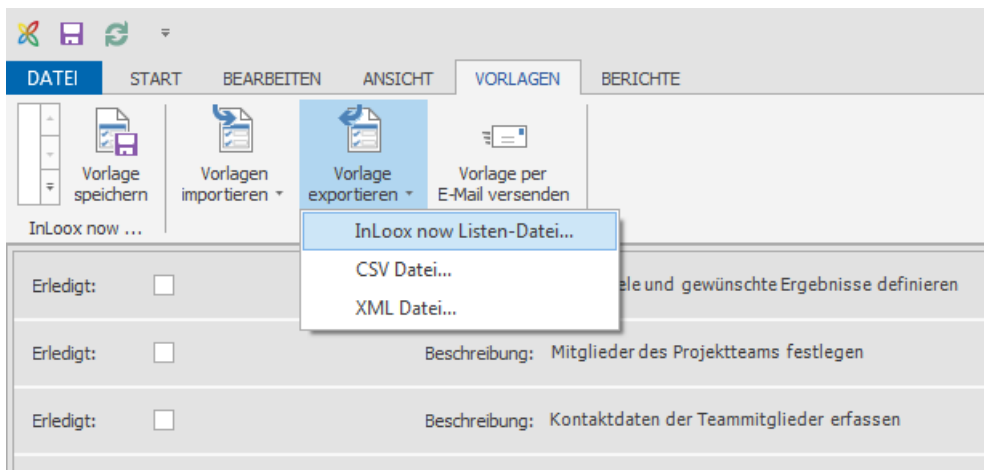 DATEI START BEARBEITEN ANSICHT VORLAGEN BERICHTE
Vorlage speichern
Vorlagen importieren
Vorlage exportieren
Vorlage per E-Mail versenden
InLoox now ...
InLoox now Listen-Datei...
CSV Datei...
XML Datei...
Erledigt: und gewünschte Ergebnisse definieren
Erledigt: Beschreibung: Mitglieder des Projektteams festlegen
Erledigt: Beschreibung: Kontaktdaten der Teammitglieder erfassen